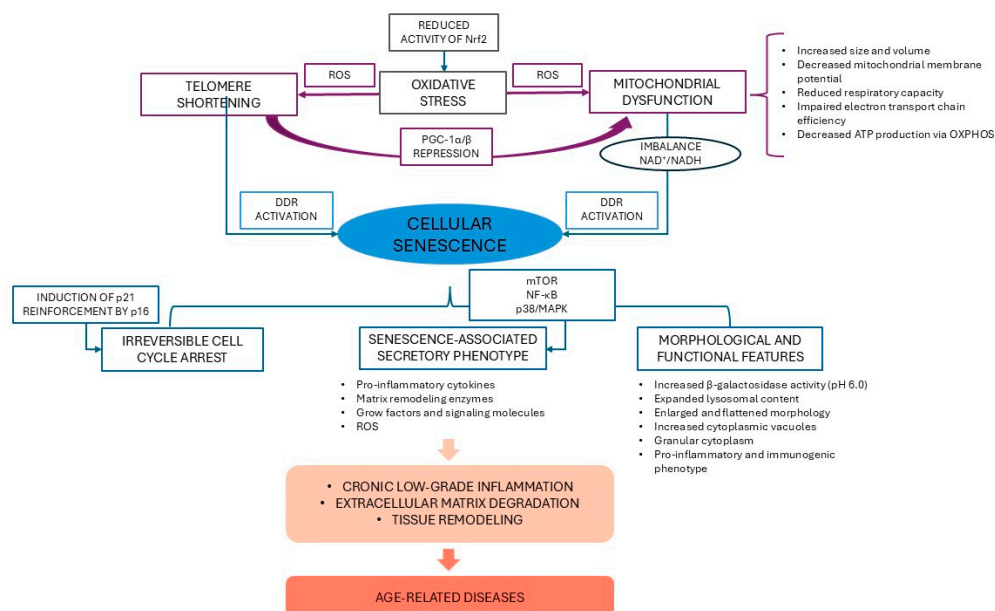 REDUCED
ACTIVITY OF Nrf2
ROS
ROS
TELOMERE
SHORTENING
OXIDATIVE
STRESS
MITOCHONDRIAL
DYSFUNCTION
• Increased size and volume
• Decreased mitochondrial membrane
potential
• Reduced respiratory capacity
• Impaired electron transport chain
efficiency
• Decreased ATP production via OXPHOS
PGC-1α/β
REPRESSION
IMBALANCE
NAD⁺/NADH
DDR
ACTIVATION
DDR
ACTIVATION
CELLULAR
SENESCENCE
mTOR
NF-κB
p38/MAPK
INDUCTION OF p21
REINFORCEMENT BY p16
IRREVERSIBLE CELL
CYCLE ARREST
SENESCENCE-ASSOCIATED
SECRETORY PHENOTYPE
MORPHOLOGICAL AND
FUNCTIONAL FEATURES
• Pro-inflammatory cytokines
• Matrix remodeling enzymes
• Grow factors and signaling molecules
• ROS
• Increased β-galactosidase activity (pH 6.0)
• Expanded lysosomal content
• Enlarged and flattened morphology
• Increased cytoplasmic vacuoles
• Granular cytoplasm
• Pro-inflammatory and immunogenic
phenotype
• CRONIC LOW-GRADE INFLAMMATION
• EXTRACELLULAR MATRIX DEGRADATION
• TISSUE REMODELING
AGE-RELATED DISEASES